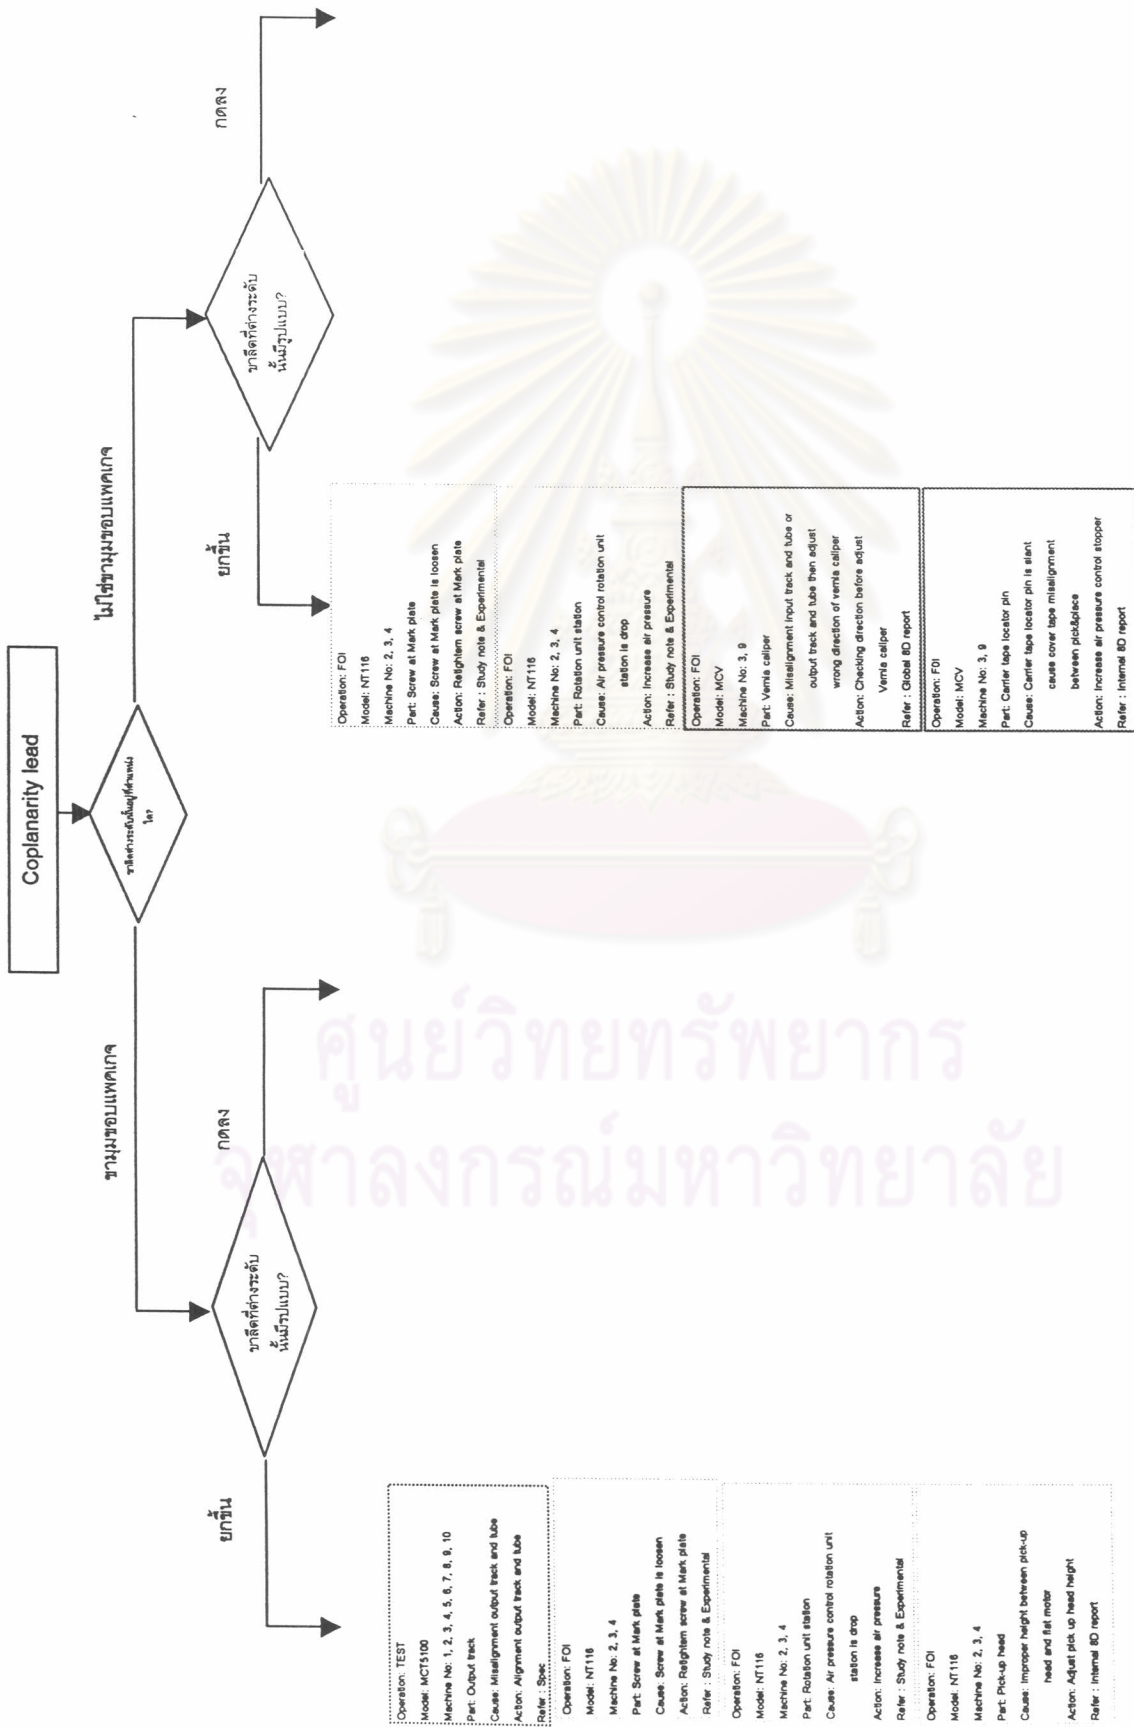 Coplanarity lead
ขาลีดต่างระดับนั้นอยู่ที่ตำแหน่ง
ใด?
ขามุมขอบแพคเกจ
ไม่ใช่ขามุมขอบแพคเกจ
ขาลีดที่ต่างระดับ
นั้นมีรูปแบบ?
ยกขึ้น
กดลง
ขาลีดที่ต่างระดับ
นั้นมีรูปแบบ?
ยกขึ้น
กดลง
Operation: TEST
Model: MCT5100
Machine No: 1, 2, 3, 4, 5, 6, 7, 8, 9, 10
Part: Output track
Cause: Misalignment output track and tube
Action: Alignment output track and tube
Refer : Spec
Operation: FOI
Model: NT116
Machine No: 2, 3, 4
Part: Screw at Mark plate
Cause: Screw at Mark plate is loosen
Action: Retightern screw at Mark plate
Refer : Study note & Experimental
Operation: FOI
Model: NT116
Machine No: 2, 3, 4
Part: Rotation unit station
Cause: Air pressure control rotation unit
station is drop
Action: Increase air pressure
Refer : Study note & Experimental
Operation: FOI
Model: NT116
Machine No: 2, 3, 4
Part: Pick-up head
Cause: Improper height between pick-up
head and flat motor
Action: Adjust pick up head height
Refer : Internal 8D report
Operation: FOI
Model: NT116
Machine No: 2, 3, 4
Part: Screw at Mark plate
Cause: Screw at Mark plate is loosen
Action: Retightern screw at Mark plate
Refer : Study note & Experimental
Operation: FOI
Model: NT116
Machine No: 2, 3, 4
Part: Rotation unit station
Cause: Air pressure control rotation unit
station is drop
Action: Increase air pressure
Refer : Study note & Experimental
Operation: FOI
Model: MCV
Machine No: 3, 9
Part: Vernia caliper
Cause: Misalignment input track and tube or
output track and tube then adjust
wrong direction of vernia caliper
Action: Checking direction before adjust
Vernia caliper
Refer : Global 8D report
Operation: FOI
Model: MCV
Machine No: 3, 9
Part: Carrier tape locator pin
Cause: Carrier tape locator pin is slant
cause cover tape misalignment
between pick&place
Action: Increase air pressure control stopper
Refer : Internal 8D report
ศูนย์วิทยทรัพยากร
จุฬาลงกรณ์มหาวิทยาลัย